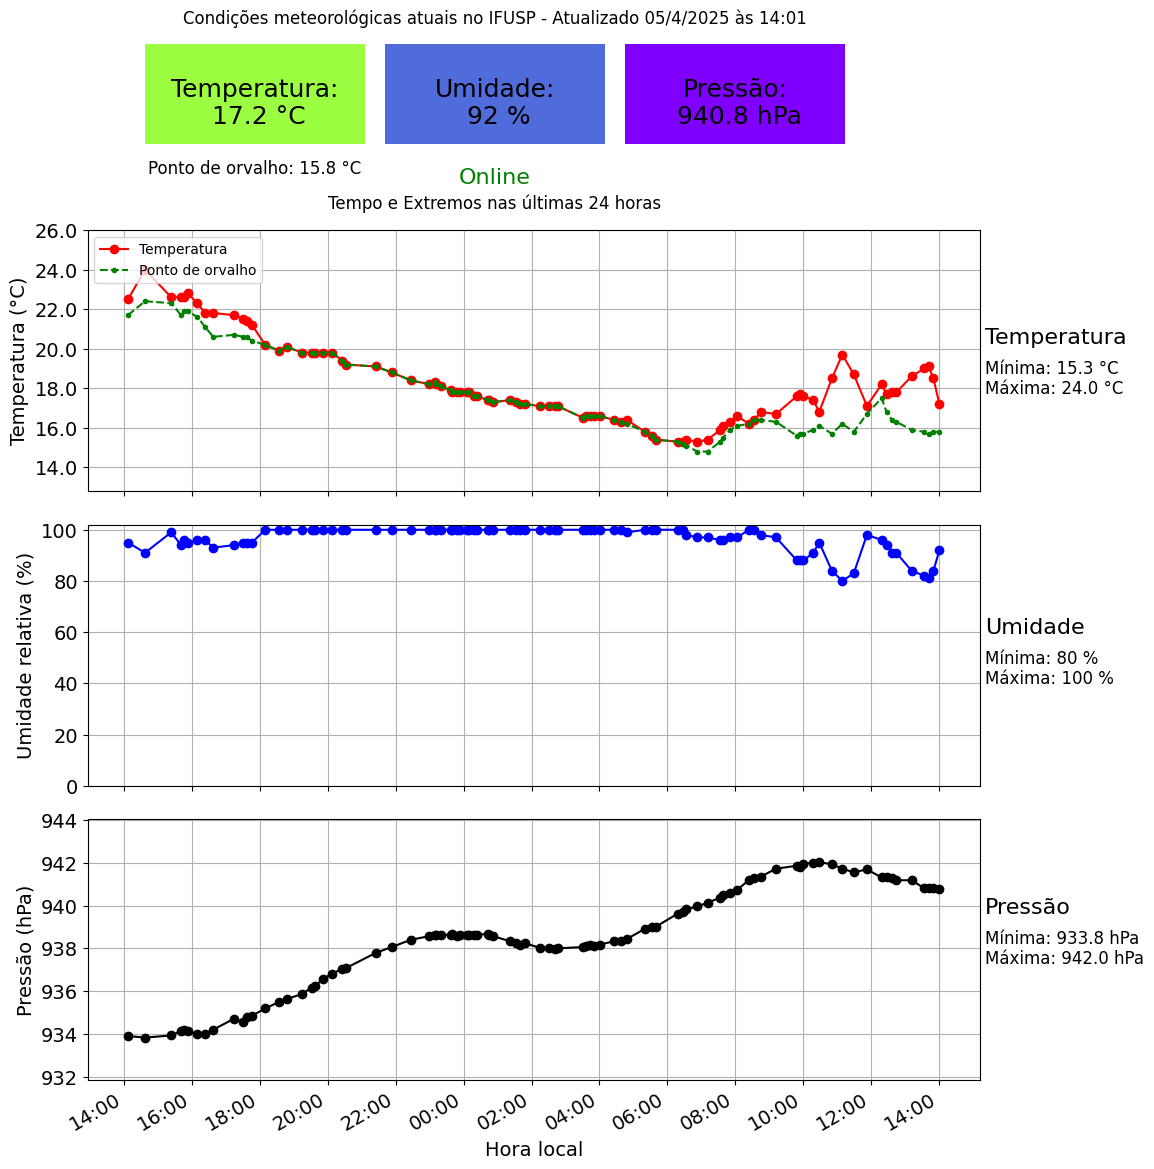 Condições meteorológicas atuais no IFUSP - Atualizado 05/4/2025 às 14:01
Temperatura:
17.2 °C
Umidade:
92 %
Pressão:
940.8 hPa
Ponto de orvalho: 15.8 °C
Online
Tempo e Extremos nas últimas 24 horas
Temperatura (°C)
26.0
24.0
22.0
20.0
18.0
16.0
14.0
Temperatura
Ponto de orvalho
Temperatura
Mínima: 15.3 °C
Máxima: 24.0 °C
Umidade relativa (%)
100
80
60
40
20
0
Umidade
Mínima: 80 %
Máxima: 100 %
Pressão (hPa)
944
942
940
938
936
934
932
Pressão
Mínima: 933.8 hPa
Máxima: 942.0 hPa
14:00
16:00
18:00
20:00
22:00
00:00
02:00
04:00
06:00
08:00
10:00
12:00
14:00
Hora local